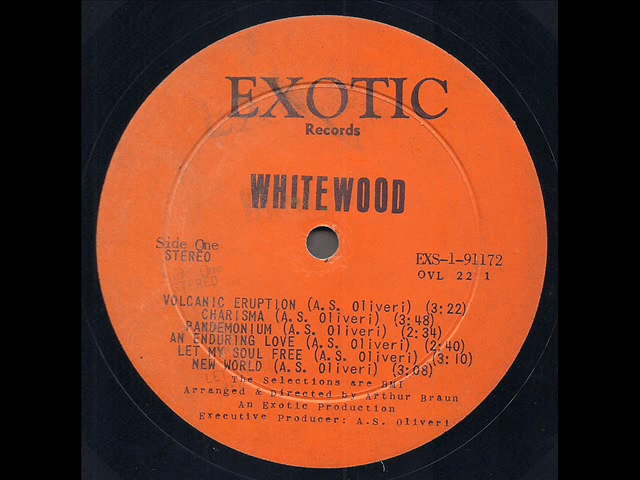 EXOTIC
Records
WHITEWOOD
Side One
STEREO
EXS-1-91172
OVL 22 1
Side One
STEREO
VOLCANIC ERUPTION (A.S. Oliveri) (3:22)
CHARISMA (A.S. Oliveri) (3:48)
PANDEMONIUM (A.S. Oliveri) (2:34)
AN ENDURING LOVE (A.S. Oliveri) (2:40)
LET MY SOUL FREE (A.S. Oliveri) (3:10)
NEW WORLD (A.S. Oliveri) (3:08)
The Selections are BMI
Arranged & Directed by Arthur Braun
An Exotic Production
Executive Producer: A.S. Oliveri